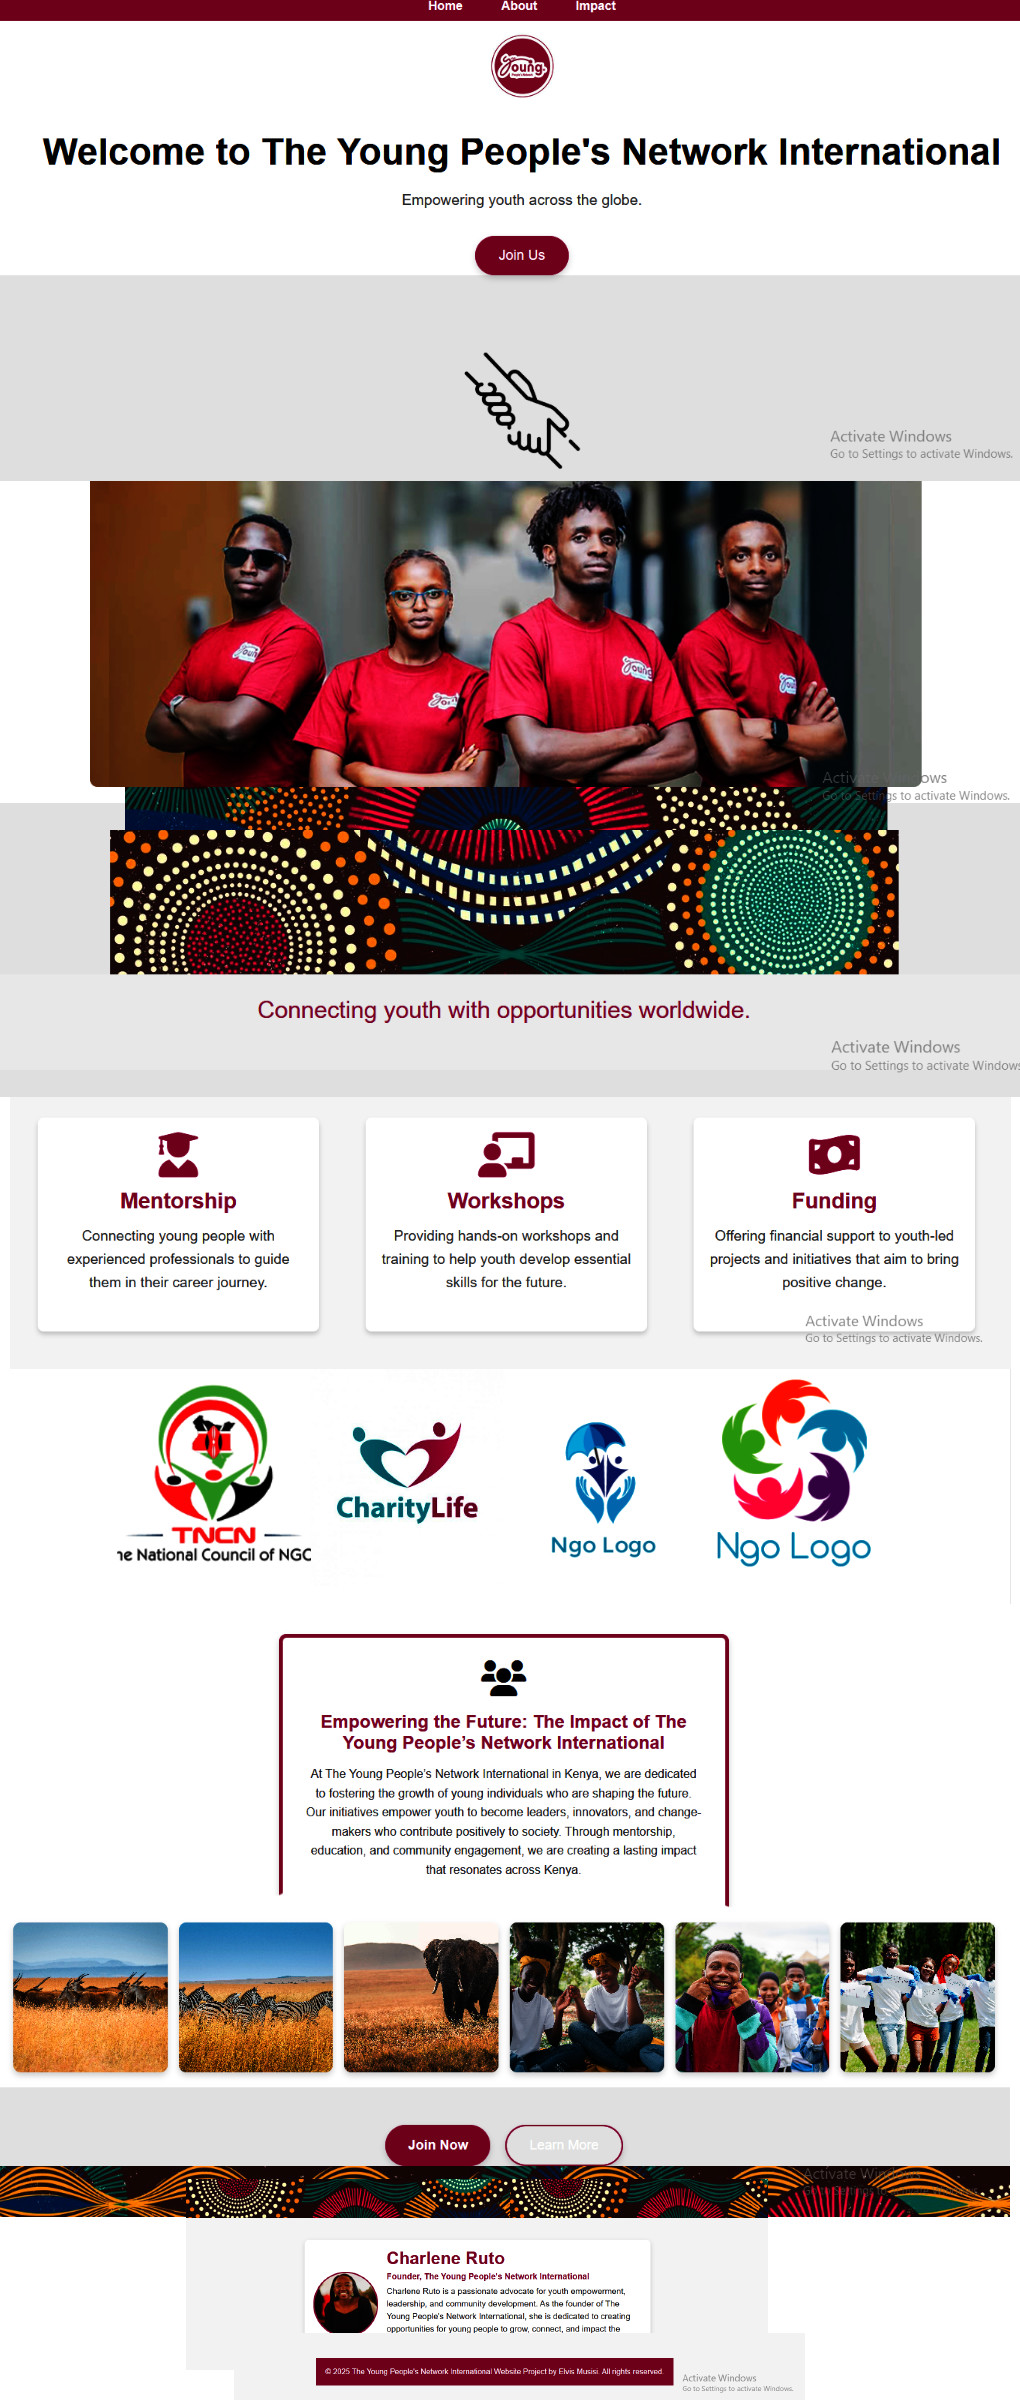 Home About Impact
Young
Welcome to The Young People's Network International
Empowering youth across the globe.
Join Us
Activate Windows
Go to Settings to activate Windows.
Activate Windows
Go to Settings to activate Windows.
Connecting youth with opportunities worldwide.
Activate Windows
Go to Settings to activate Windows
Mentorship
Connecting young people with
experienced professionals to guide
them in their career journey.
Workshops
Providing hands-on workshops and
training to help youth develop essential
skills for the future.
Funding
Offering financial support to youth-led
projects and initiatives that aim to bring
positive change.
Activate Windows
Go to Settings to activate Windows.
TNCN
he National Council of NGO
CharityLife
Ngo Logo
Ngo Logo
Empowering the Future: The Impact of The
Young People’s Network International
At The Young People’s Network International in Kenya, we are dedicated
to fostering the growth of young individuals who are shaping the future.
Our initiatives empower youth to become leaders, innovators, and change-
makers who contribute positively to society. Through mentorship,
education, and community engagement, we are creating a lasting impact
that resonates across Kenya.
Join Now
Learn More
Activate Windows
Charlene Ruto
Founder, The Young People's Network International
Charlene Ruto is a passionate advocate for youth empowerment,
leadership, and community development. As the founder of The
Young People's Network International, she is dedicated to creating
opportunities for young people to grow, connect, and impact the
© 2025 The Young People's Network International Website Project by Elvis Musisi. All rights reserved.
Activate Windows
Go to Settings to activate Windows.